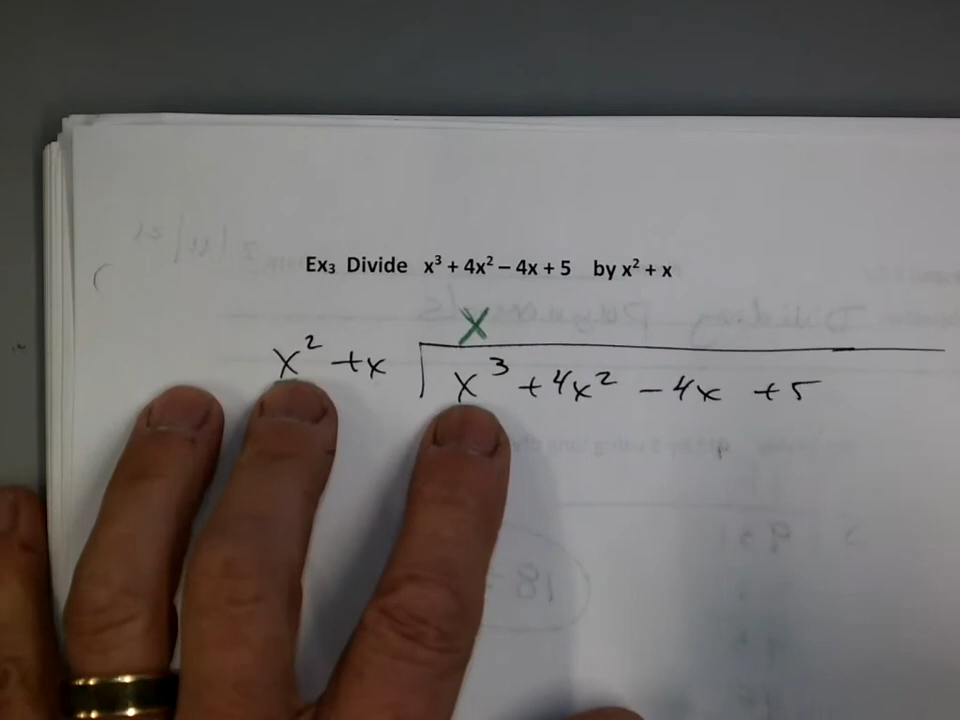 Ex₃ Divide x³ + 4x² – 4x + 5 by x² + x
x
x² + x x³ + 4x² - 4x + 5